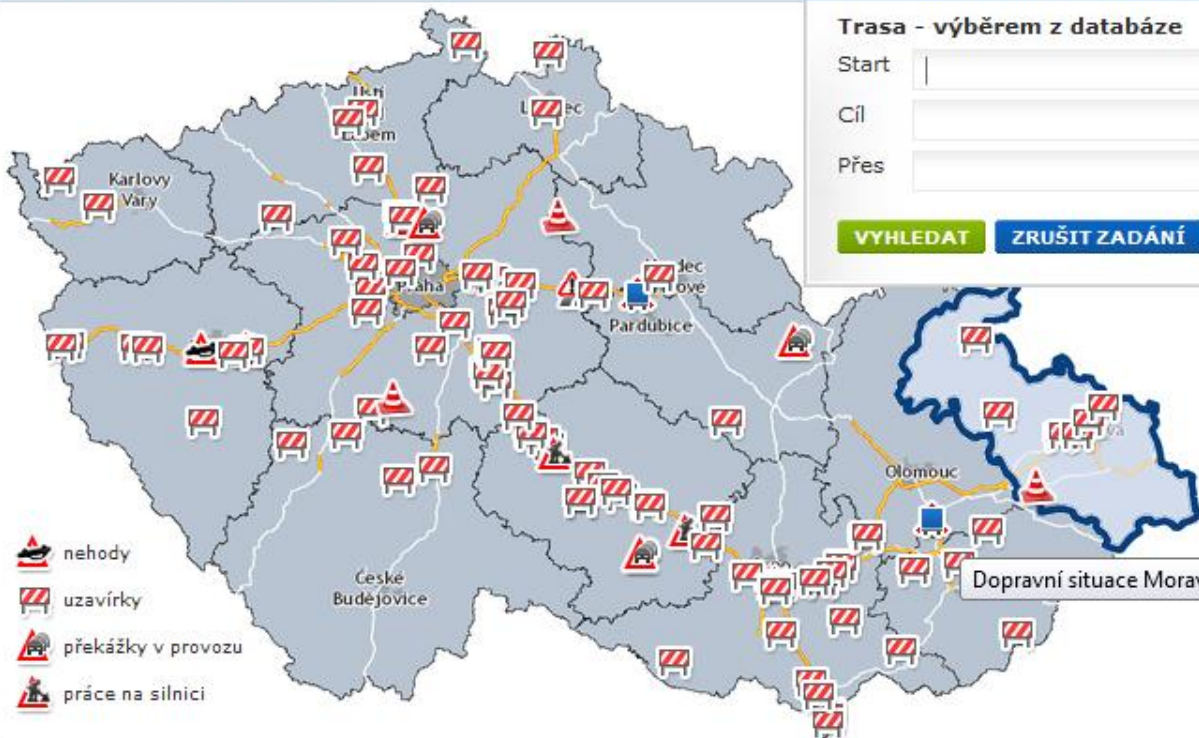 Trasa - výběrem z databáze
Start
Cíl
Přes
VYHLEDAT
ZRUŠIT ZADÁNÍ
Karlovy
Vary
Praha
Pardubice
Olomouc
České
Budějovice
Dopravní situace Morav
nehody
uzavírky
překážky v provozu
práce na silnici